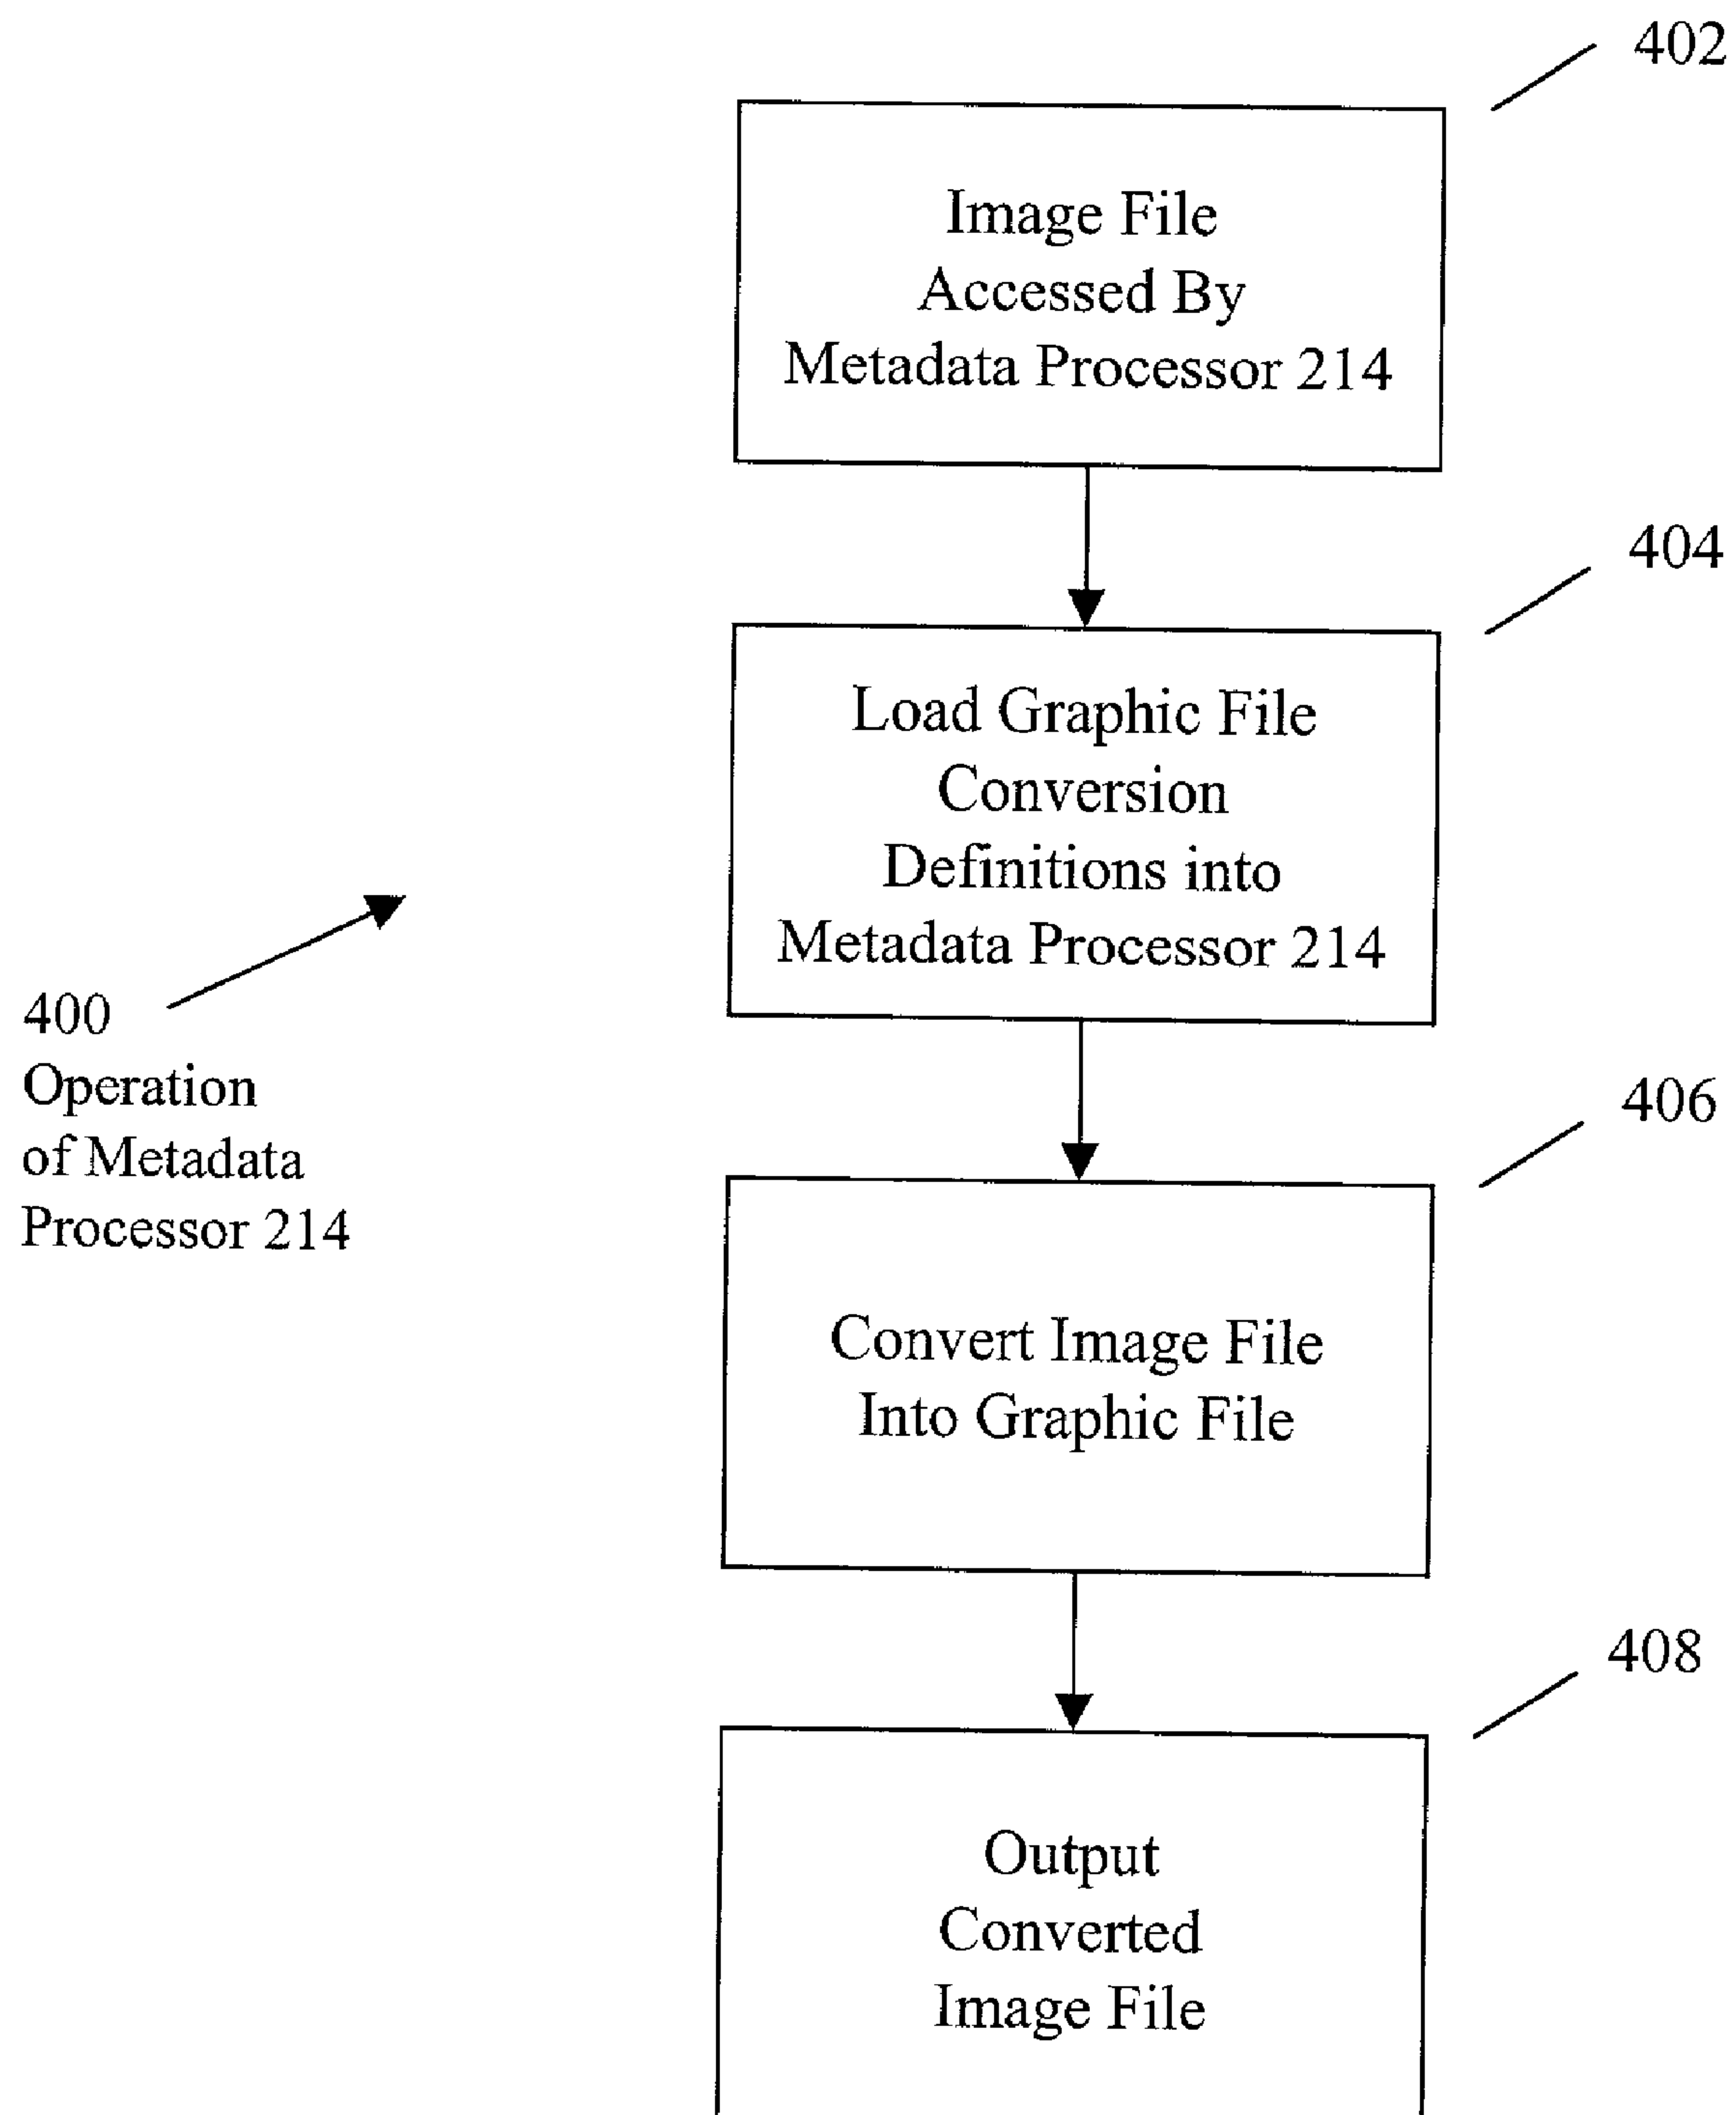 402
Image File
Accessed By
Metadata Processor 214
404
Load Graphic File
Conversion
Definitions into
Metadata Processor 214
400
Operation
of Metadata
Processor 214
406
Convert Image File
Into Graphic File
408
Output
Converted
Image File